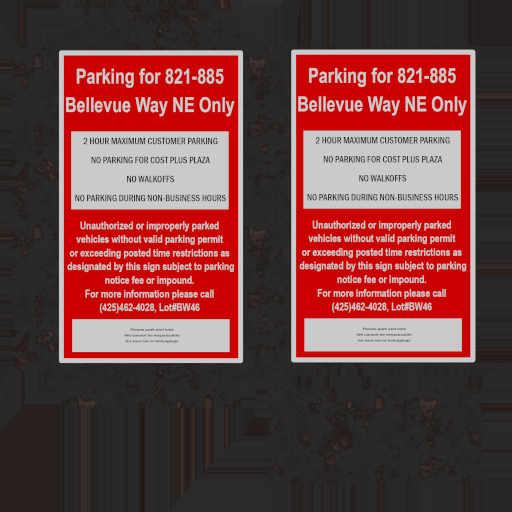 Parking for 821-885
Bellevue Way NE Only
2 HOUR MAXIMUM CUSTOMER PARKING
NO PARKING FOR COST PLUS PLAZA
NO WALKOFFS
NO PARKING DURING NON-BUSINESS HOURS
Unauthorized or improperly parked
vehicles without valid parking permit
or exceeding posted time restrictions as
designated by this sign subject to parking
notice fee or impound.
For more information please call
(425)462-4028, Lot#BW46
Please park and lock
We cannot be responsible
for your car or belongings
Parking for 821-885
Bellevue Way NE Only
2 HOUR MAXIMUM CUSTOMER PARKING
NO PARKING FOR COST PLUS PLAZA
NO WALKOFFS
NO PARKING DURING NON-BUSINESS HOURS
Unauthorized or improperly parked
vehicles without valid parking permit
or exceeding posted time restrictions as
designated by this sign subject to parking
notice fee or impound.
For more information please call
(425)462-4028, Lot#BW46
Please park and lock
We cannot be responsible
for your car or belongings